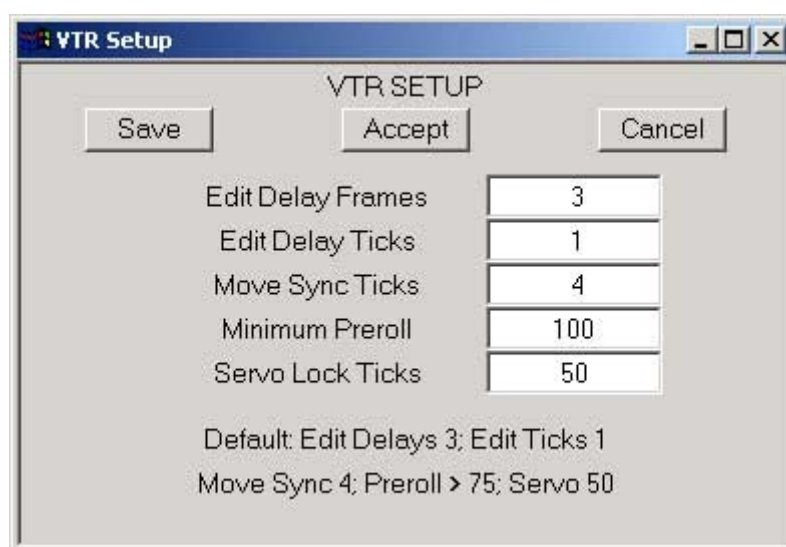 VTR Setup
VTR SETUP
Save Accept Cancel
Edit Delay Frames 3
Edit Delay Ticks 1
Move Sync Ticks 4
Minimum Preroll 100
Servo Lock Ticks 50
Default: Edit Delays 3; Edit Ticks 1
Move Sync 4; Preroll > 75; Servo 50